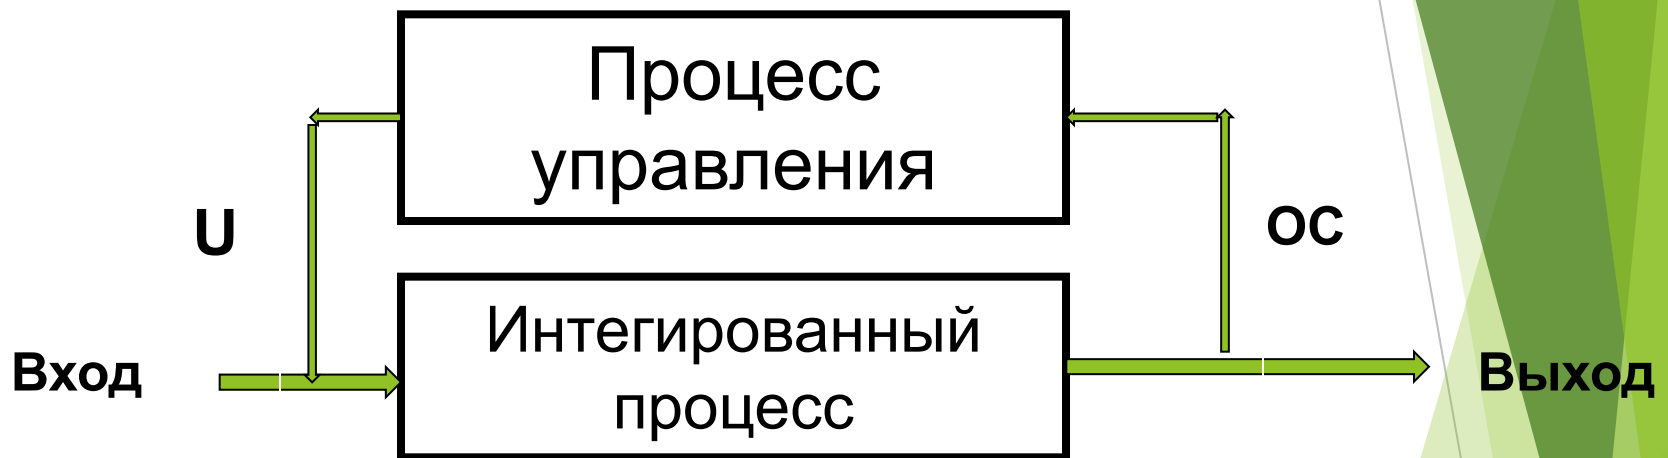 Процесс
управления
U
ОС
Интегированный
процесс
Вход
Выход